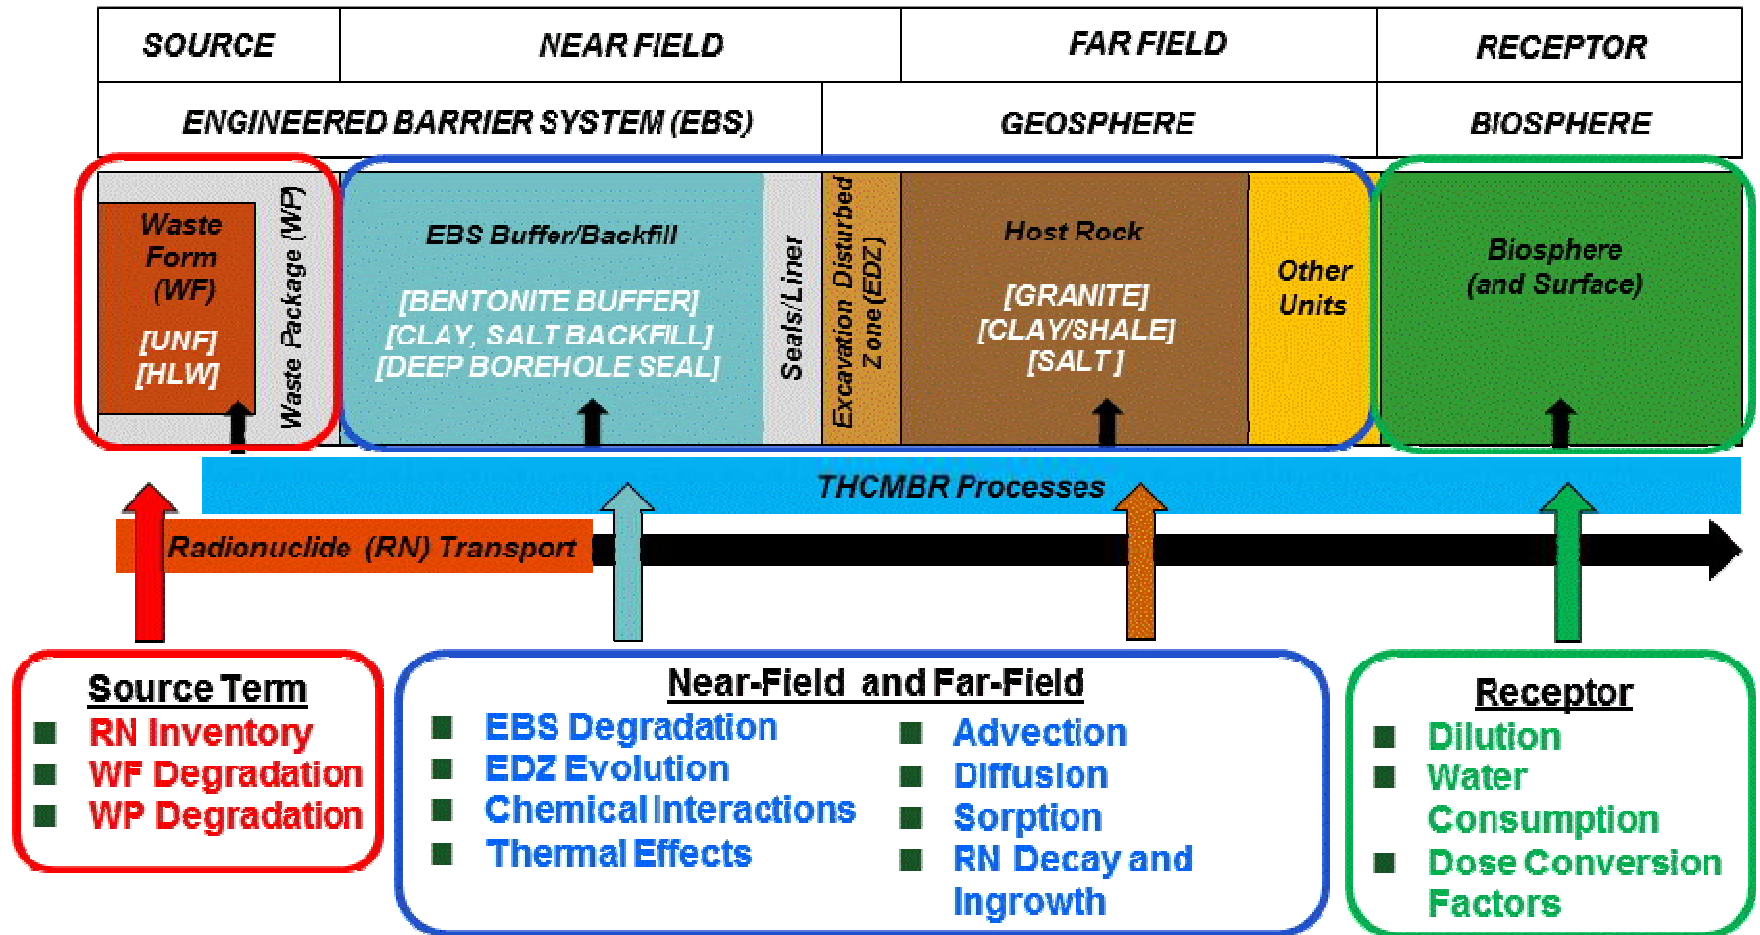 SOURCE
NEAR FIELD
FAR FIELD
RECEPTOR
ENGINEERED BARRIER SYSTEM (EBS)
GEOSPHERE
BIOSPHERE
Waste
Form
(WF)
[UNF]
[HLW]
Waste Package (WP)
EBS Buffer/Backfill
[BENTONITE BUFFER]
[CLAY, SALT BACKFILL]
[DEEP BOREHOLE SEAL]
Seals/Liner
Excavation Disturbed
Zone (EDZ)
Host Rock
[GRANITE]
[CLAY/SHALE]
[SALT ]
Other
Units
Biosphere
(and Surface)
THCMBR Processes
Radionuclide (RN) Transport
Source Term
RN Inventory
WF Degradation
WP Degradation
Near-Field and Far-Field
EBS Degradation
EDZ Evolution
Chemical Interactions
Thermal Effects
Advection
Diffusion
Sorption
RN Decay and
Ingrowth
Receptor
Dilution
Water
Consumption
Dose Conversion
Factors